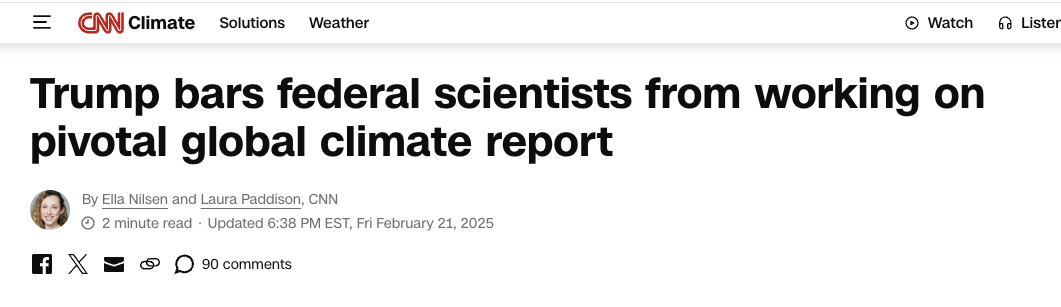 CNN Climate Solutions Weather Watch Listen
Trump bars federal scientists from working on
pivotal global climate report
By Ella Nilsen and Laura Paddison, CNN
2 minute read · Updated 6:38 PM EST, Fri February 21, 2025
90 comments